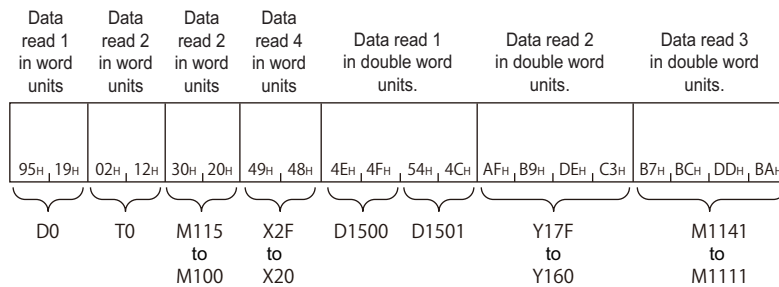 Data read 1 in word units
Data read 2 in word units
Data read 2 in word units
Data read 4 in word units
Data read 1 in double word units.
Data read 2 in double word units.
Data read 3 in double word units.
95H 19H 02H 12H 30H 20H 49H 48H 4EH 4FH 54H 4CH AFH B9H DEH C3H B7H BCH DDH BAH
D0
T0
M115 to M100
X2F to X20
D1500
D1501
Y17F to Y160
M1141 to M1111